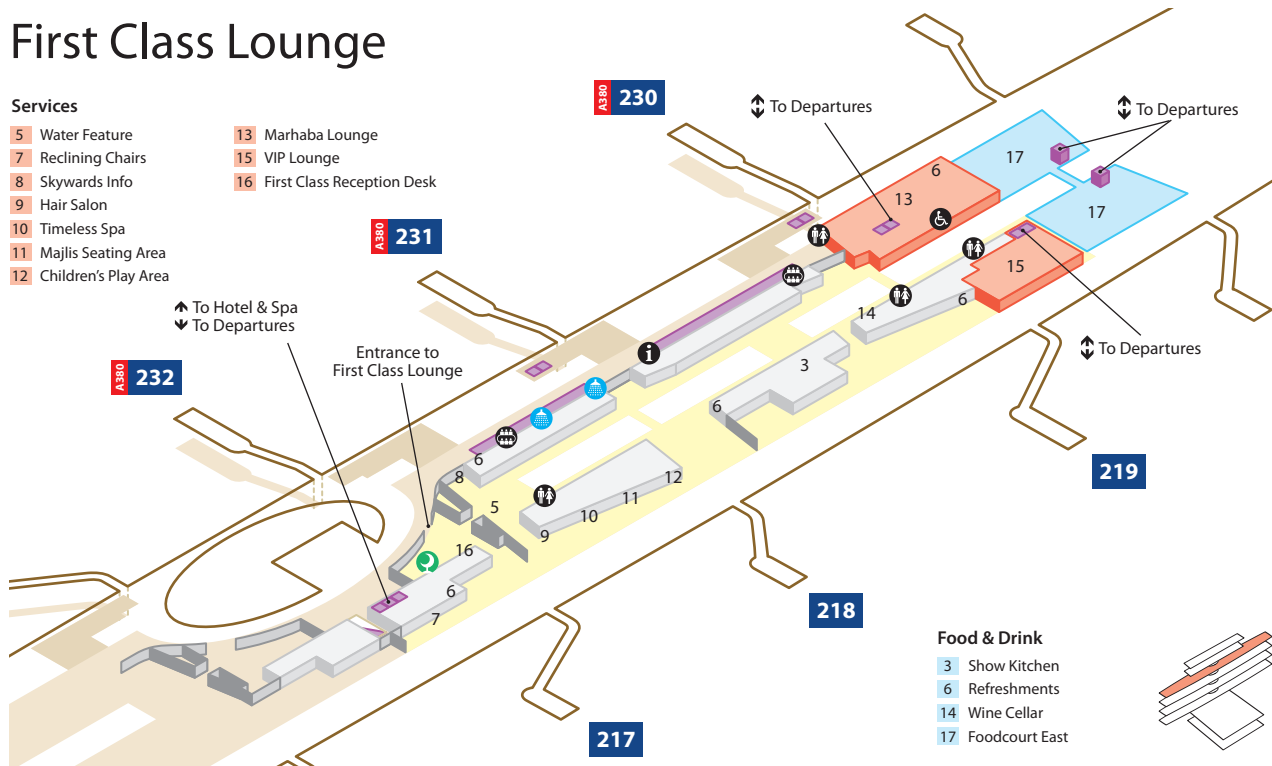 First Class Lounge
Services
5 Water Feature
7 Reclining Chairs
8 Skywards Info
9 Hair Salon
10 Timeless Spa
11 Majlis Seating Area
12 Children's Play Area
13 Marhaba Lounge
15 VIP Lounge
16 First Class Reception Desk
A380 230
To Departures
To Departures
17
6
13
17
A380 231
15
To Hotel & Spa
To Departures
14
6
Entrance to
First Class Lounge
To Departures
A380 232
i
3
6
6
8
12
219
5
11
10
9
16
6
7
218
217
Food & Drink
3 Show Kitchen
6 Refreshments
14 Wine Cellar
17 Foodcourt East